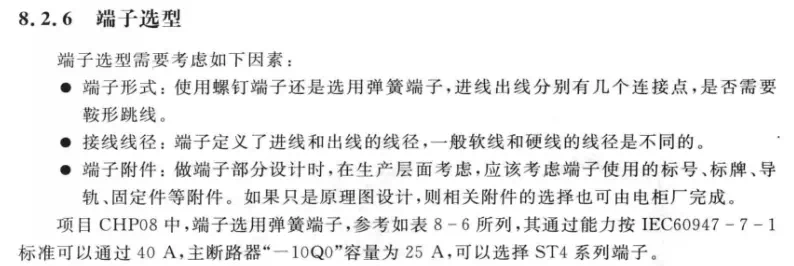 8.2.6 端子选型
端子选型需要考虑如下因素：
● 端子形式：使用螺钉端子还是选用弹簧端子，进线出线分别有几个连接点，是否需要
鞍形跳线。
● 接线线径：端子定义了进线和出线的线径，一般软线和硬线的线径是不同的。
● 端子附件：做端子部分设计时，在生产层面考虑，应该考虑端子使用的标号、标牌、导
轨、固定件等附件。如果只是原理图设计，则相关附件的选择也可由电柜厂完成。
项目 CHP08 中，端子选用弹簧端子，参考如表 8-6 所列，其通过能力按 IEC60947-7-1
标准可以通过 40 A，主断路器“－10Q0”容量为 25 A，可以选择 ST4 系列端子。